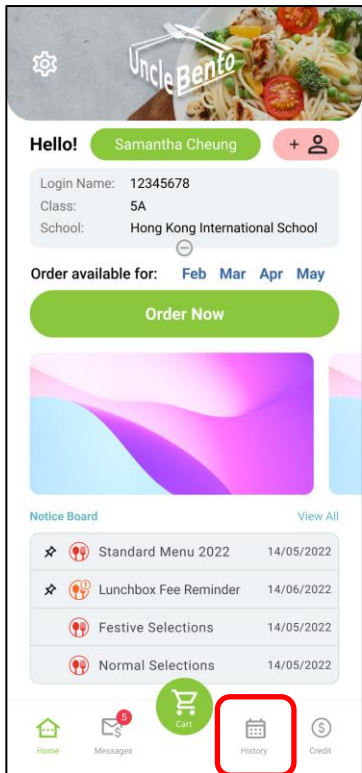 Uncle Bento
Hello! Samantha Cheung +
Login Name: 12345678
Class: 5A
School: Hong Kong International School
Order available for: Feb Mar Apr May
Order Now
Notice Board View All
Standard Menu 2022 14/05/2022
Lunchbox Fee Reminder 14/06/2022
Festive Selections 14/05/2022
Normal Selections 14/05/2022
5
Home Messages Cart History Credit